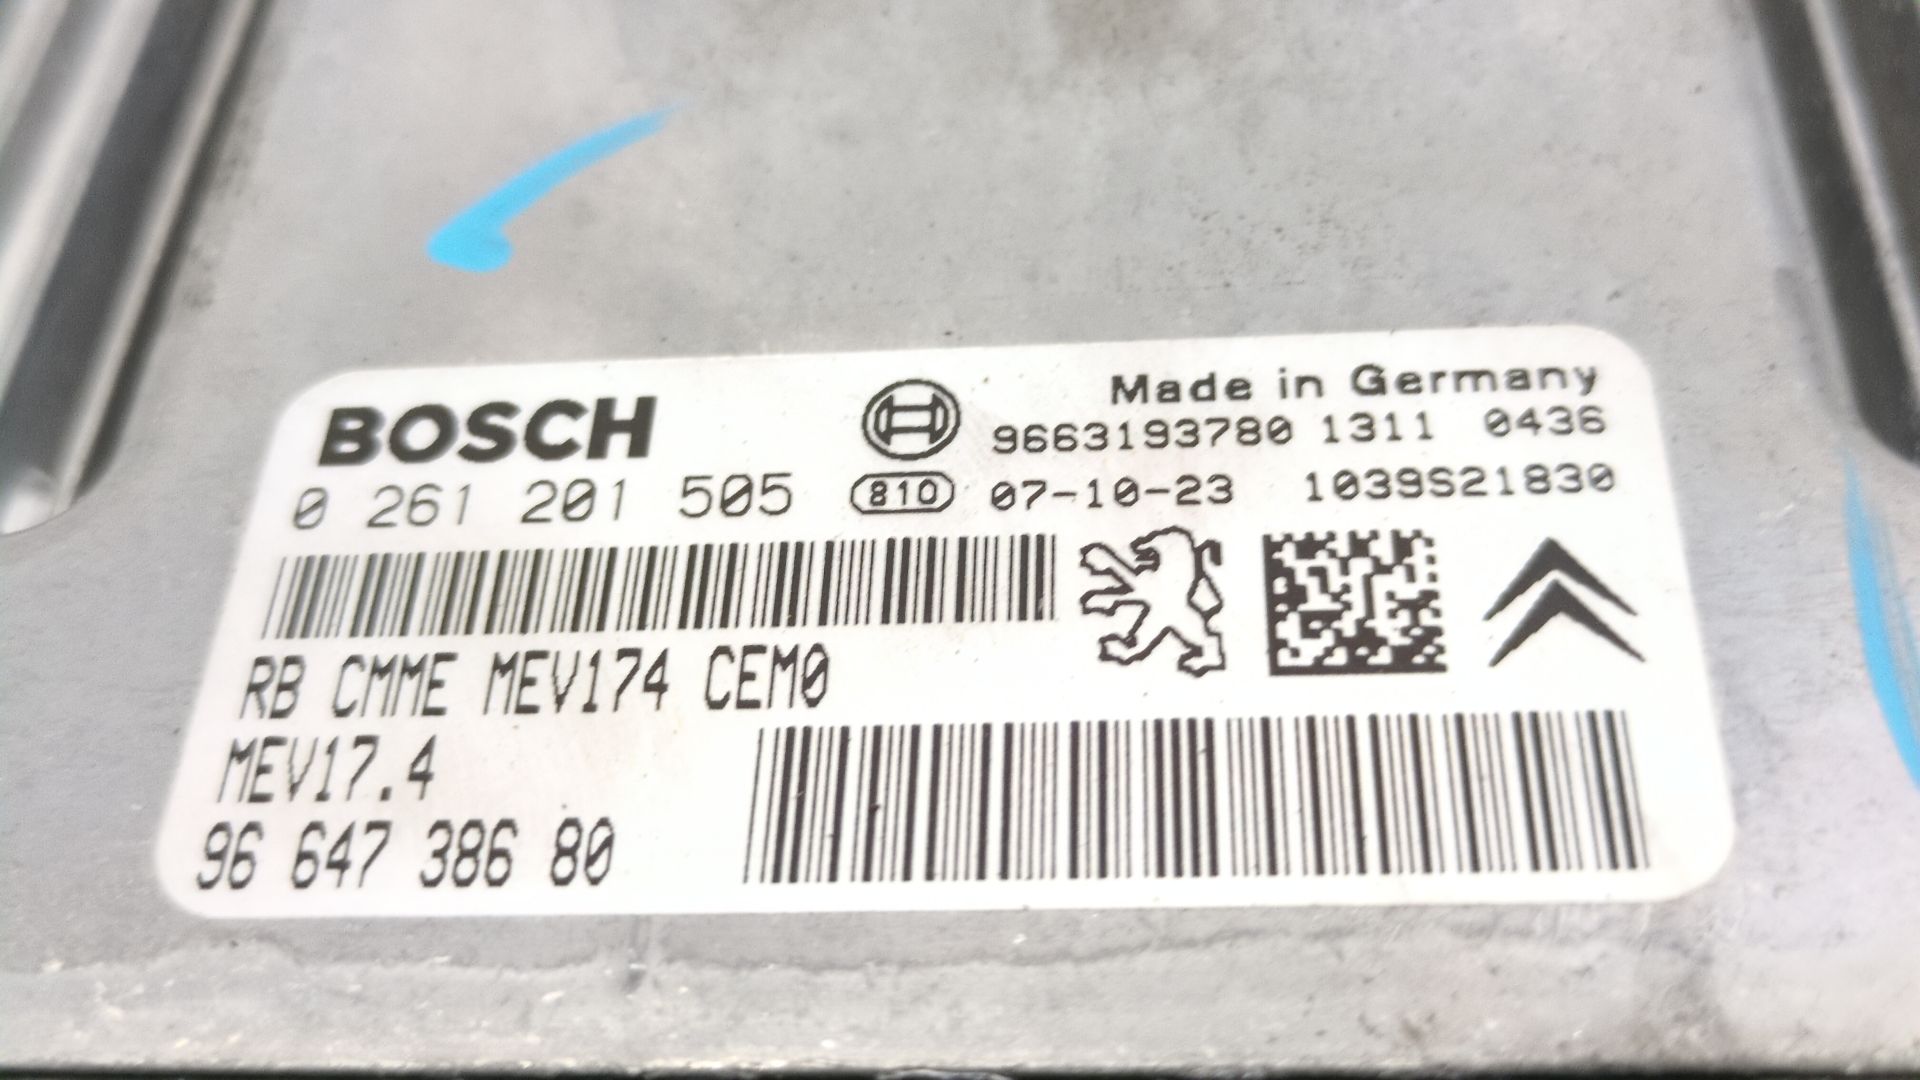 BOSCH
Made in Germany
9663193780 1311 0436
0 261 201 505
810 07-10-23 1039S21830
RB CMME MEV174 CEM0
MEV17.4
96 647 386 80